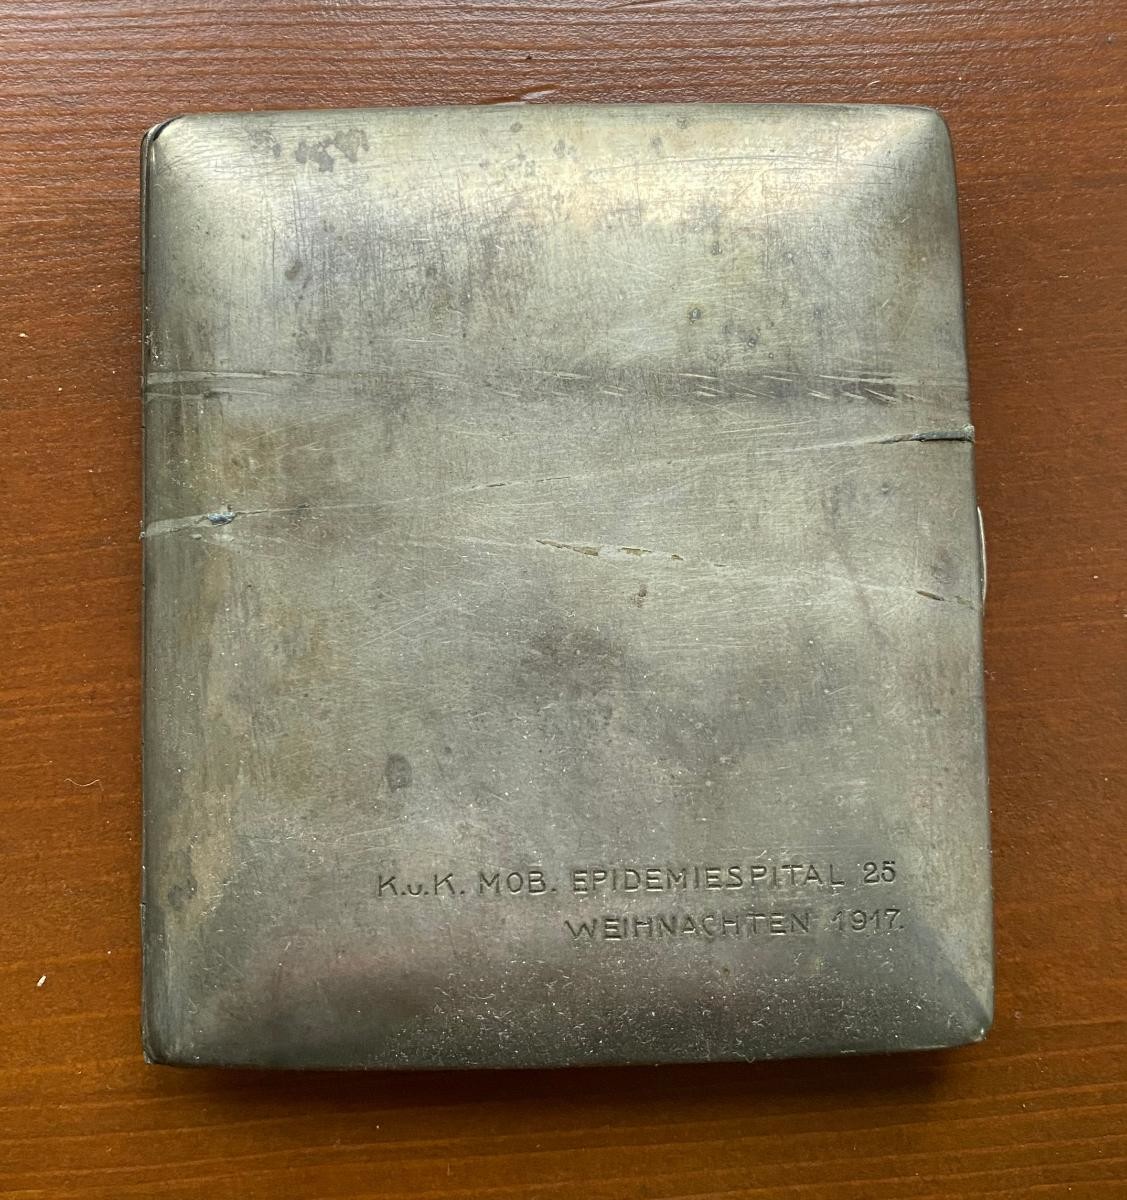 K.u.K. MOB. EPIDEMIESPITAL 25
WEIHNACHTEN 1917.